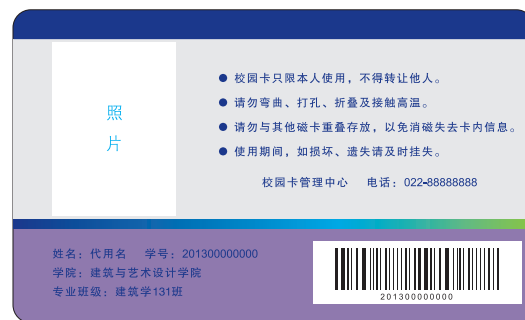 照
片
● 校园卡只限本人使用，不得转让他人。
● 请勿弯曲、打孔、折叠及接触高温。
● 请勿与其他磁卡重叠存放，以免消磁失去卡内信息。
● 使用期间，如损坏、遗失请及时挂失。
校园卡管理中心 电话：022-88888888
姓名：代用名 学号：201300000000
学院：建筑与艺术设计学院
专业班级：建筑学131班
201300000000